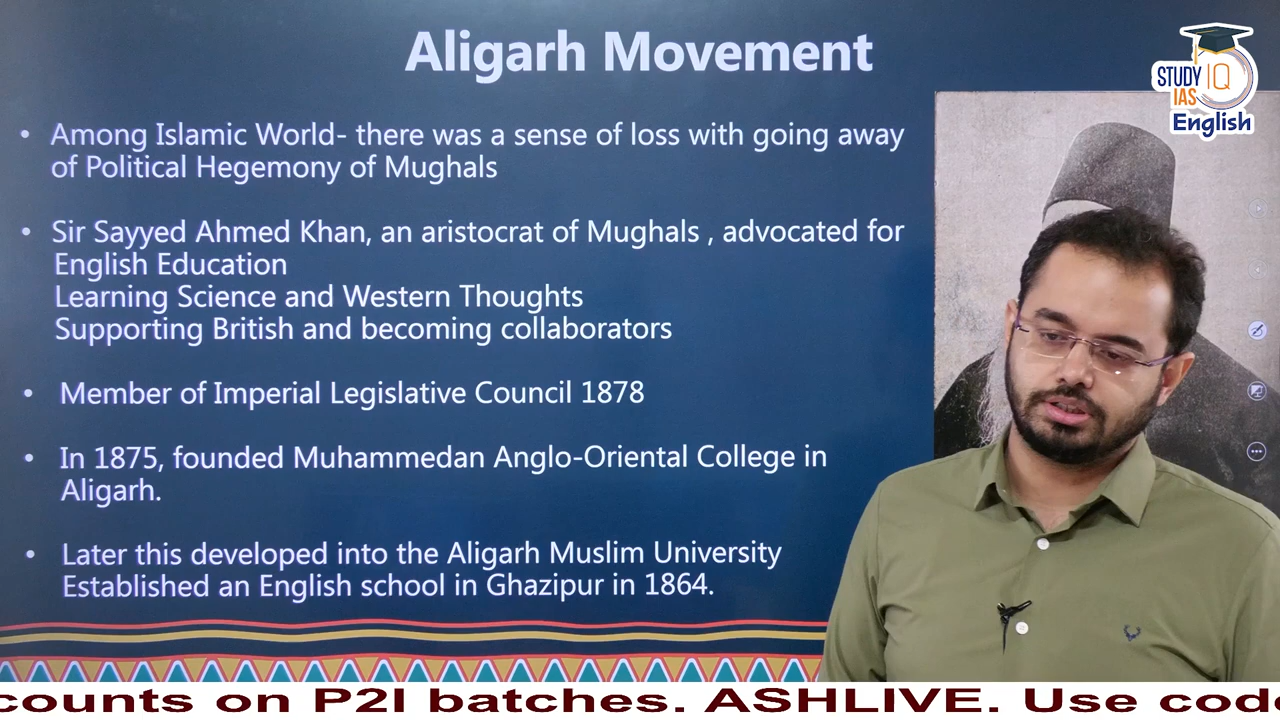 Aligarh Movement
STUDY IQ
IAS
English
• Among Islamic World- there was a sense of loss with going away
of Political Hegemony of Mughals
• Sir Sayyed Ahmed Khan, an aristocrat of Mughals , advocated for
English Education
Learning Science and Western Thoughts
Supporting British and becoming collaborators
• Member of Imperial Legislative Council 1878
• In 1875, founded Muhammedan Anglo-Oriental College in
Aligarh.
• Later this developed into the Aligarh Muslim University
Established an English school in Ghazipur in 1864.
counts on P2I batches. ASHLIVE. Use code